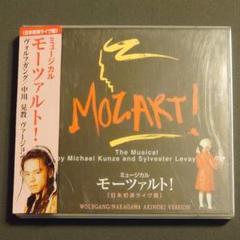 【日本初演ライヴ盤】
ミュージカル
モーツァルト!
ヴォルフガング・中川 晃教 ヴァージョン
MOZART!
The Musical
by Michael Kunze and Sylvester Levay
ミュージカル
モーツァルト!
【日本初演ライヴ盤】
WOLFGANG/NAKAGAWA AKINORI VERSION